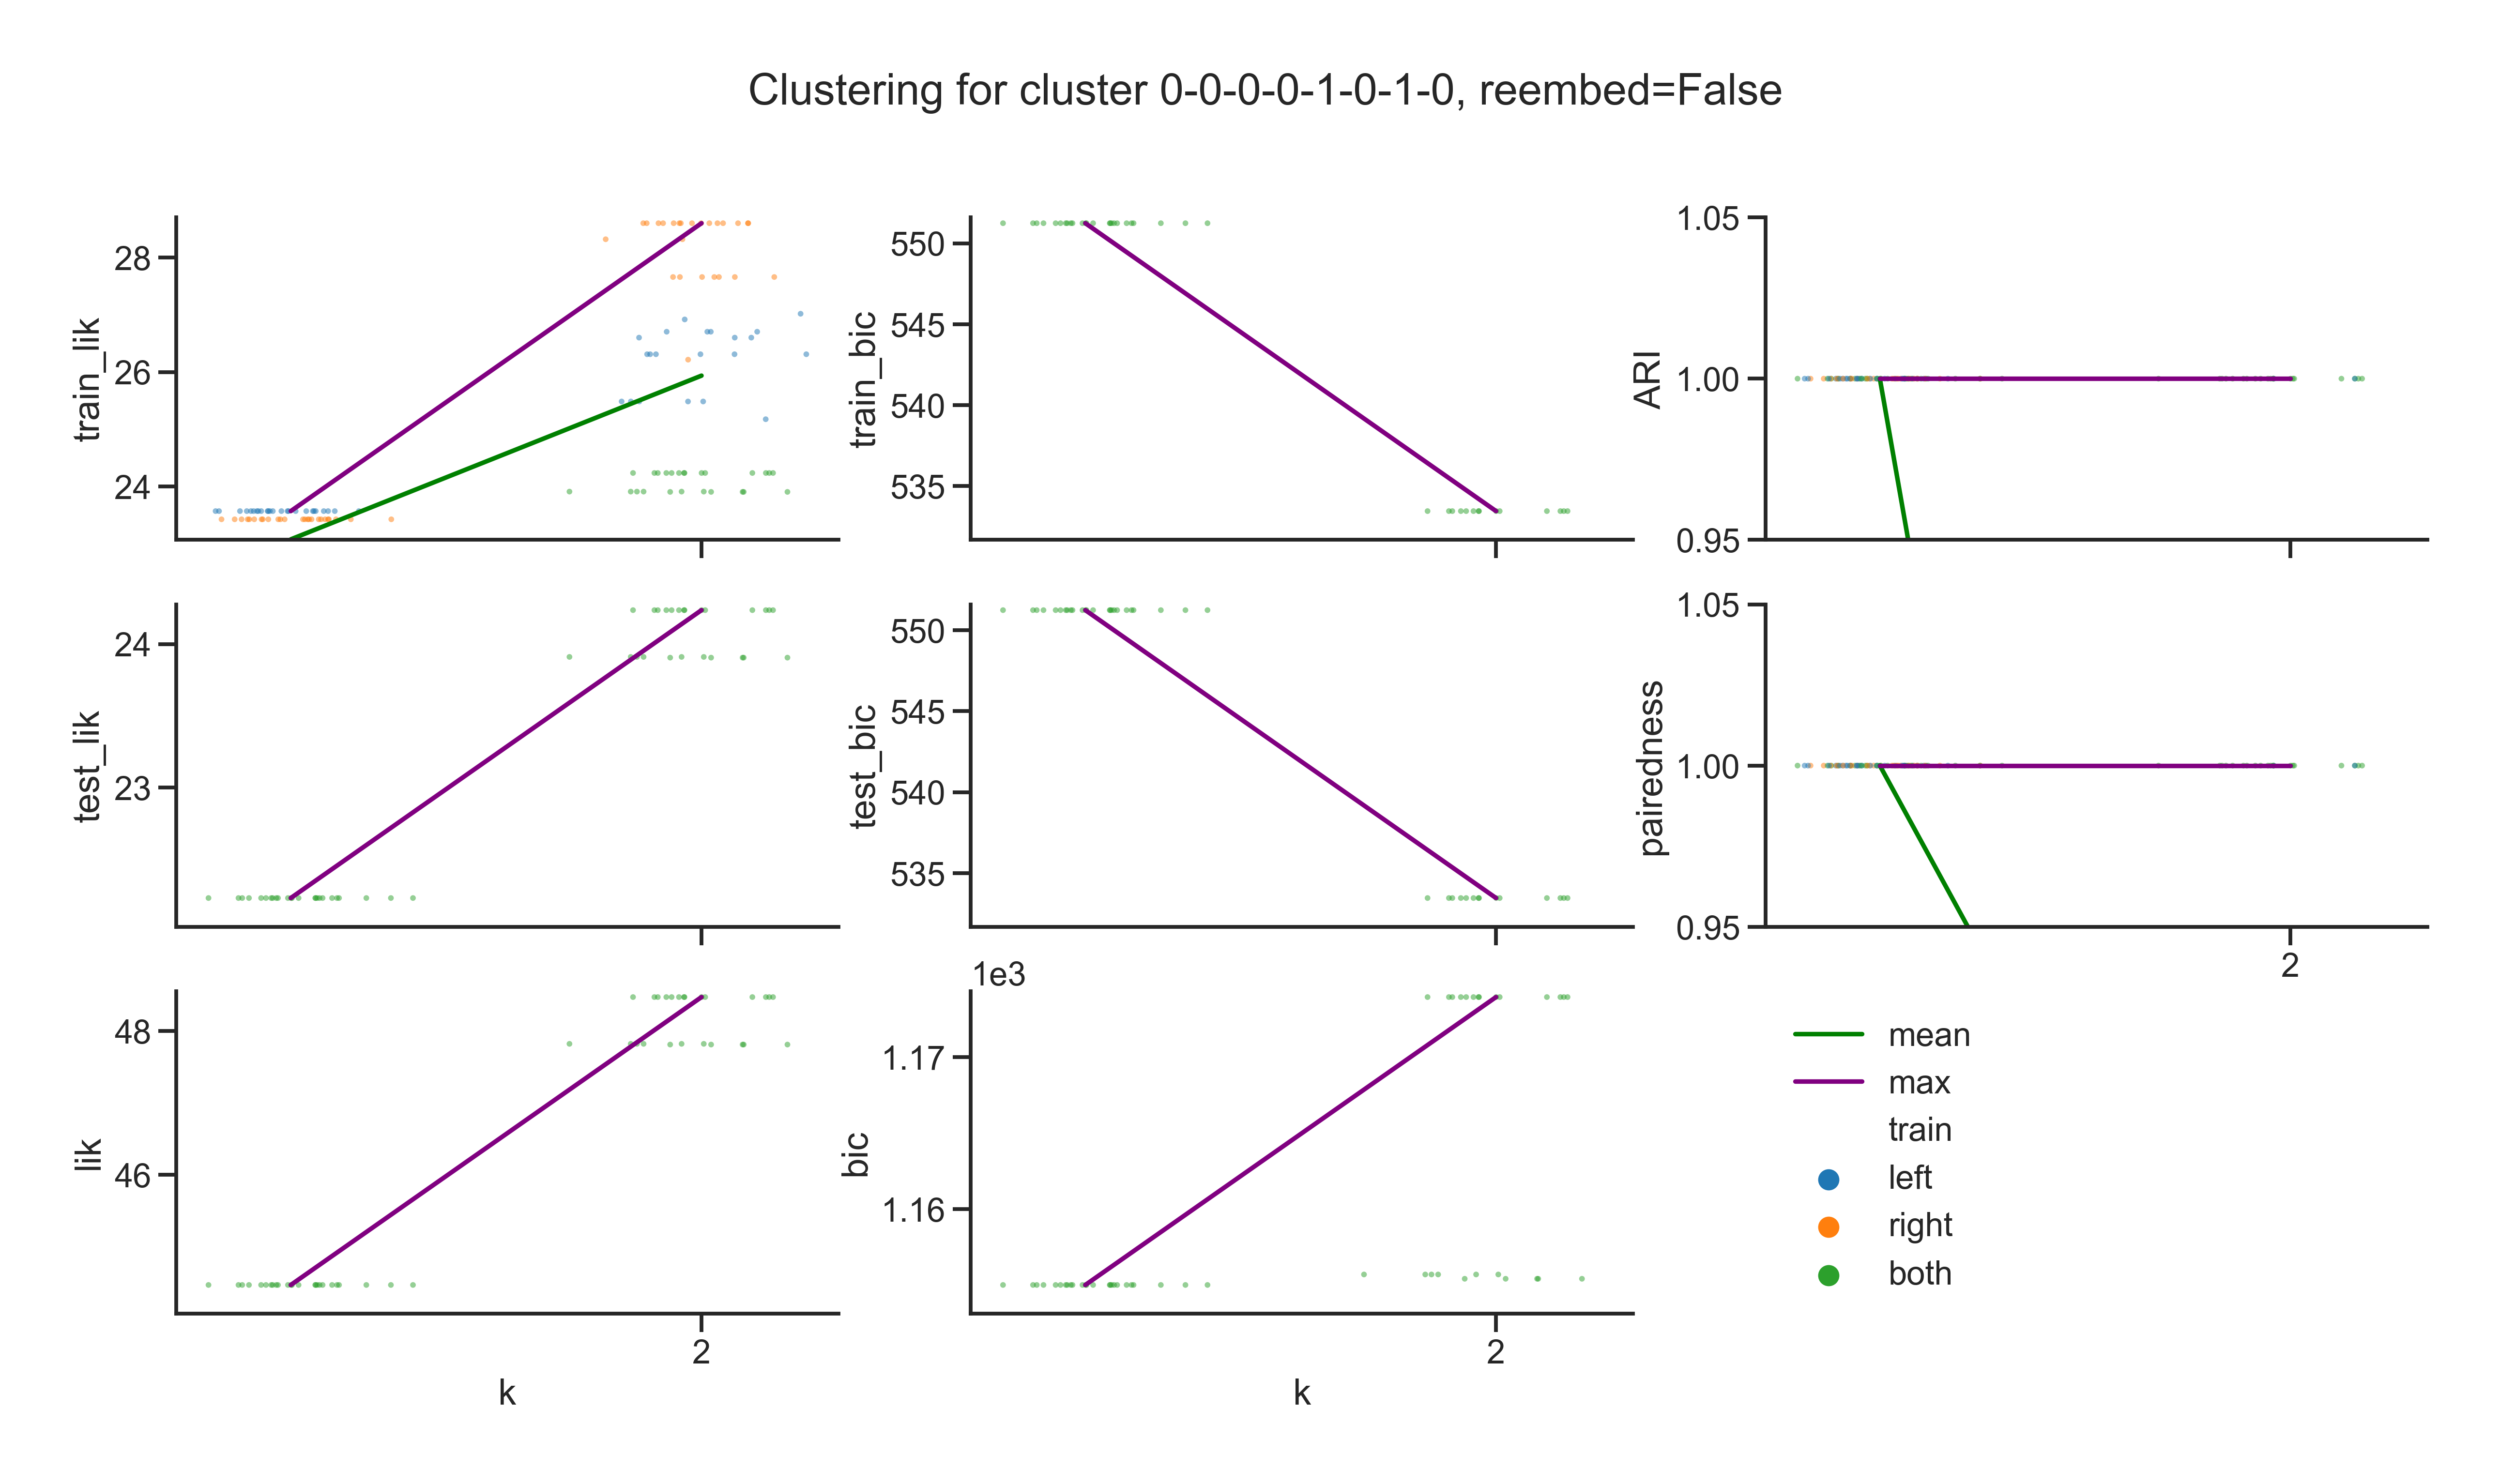 Clustering for cluster 0-0-0-0-1-0-1-0, reembed=False
train_lik
28
26
24
train_bic
550
545
540
535
ARI
1.05
1.00
0.95
test_lik
24
23
test_bic
550
545
540
535
pairedness
1.05
1.00
0.95
2
lik
48
46
2
k
1e3
bic
1.17
1.16
2
k
mean
max
train
left
right
both